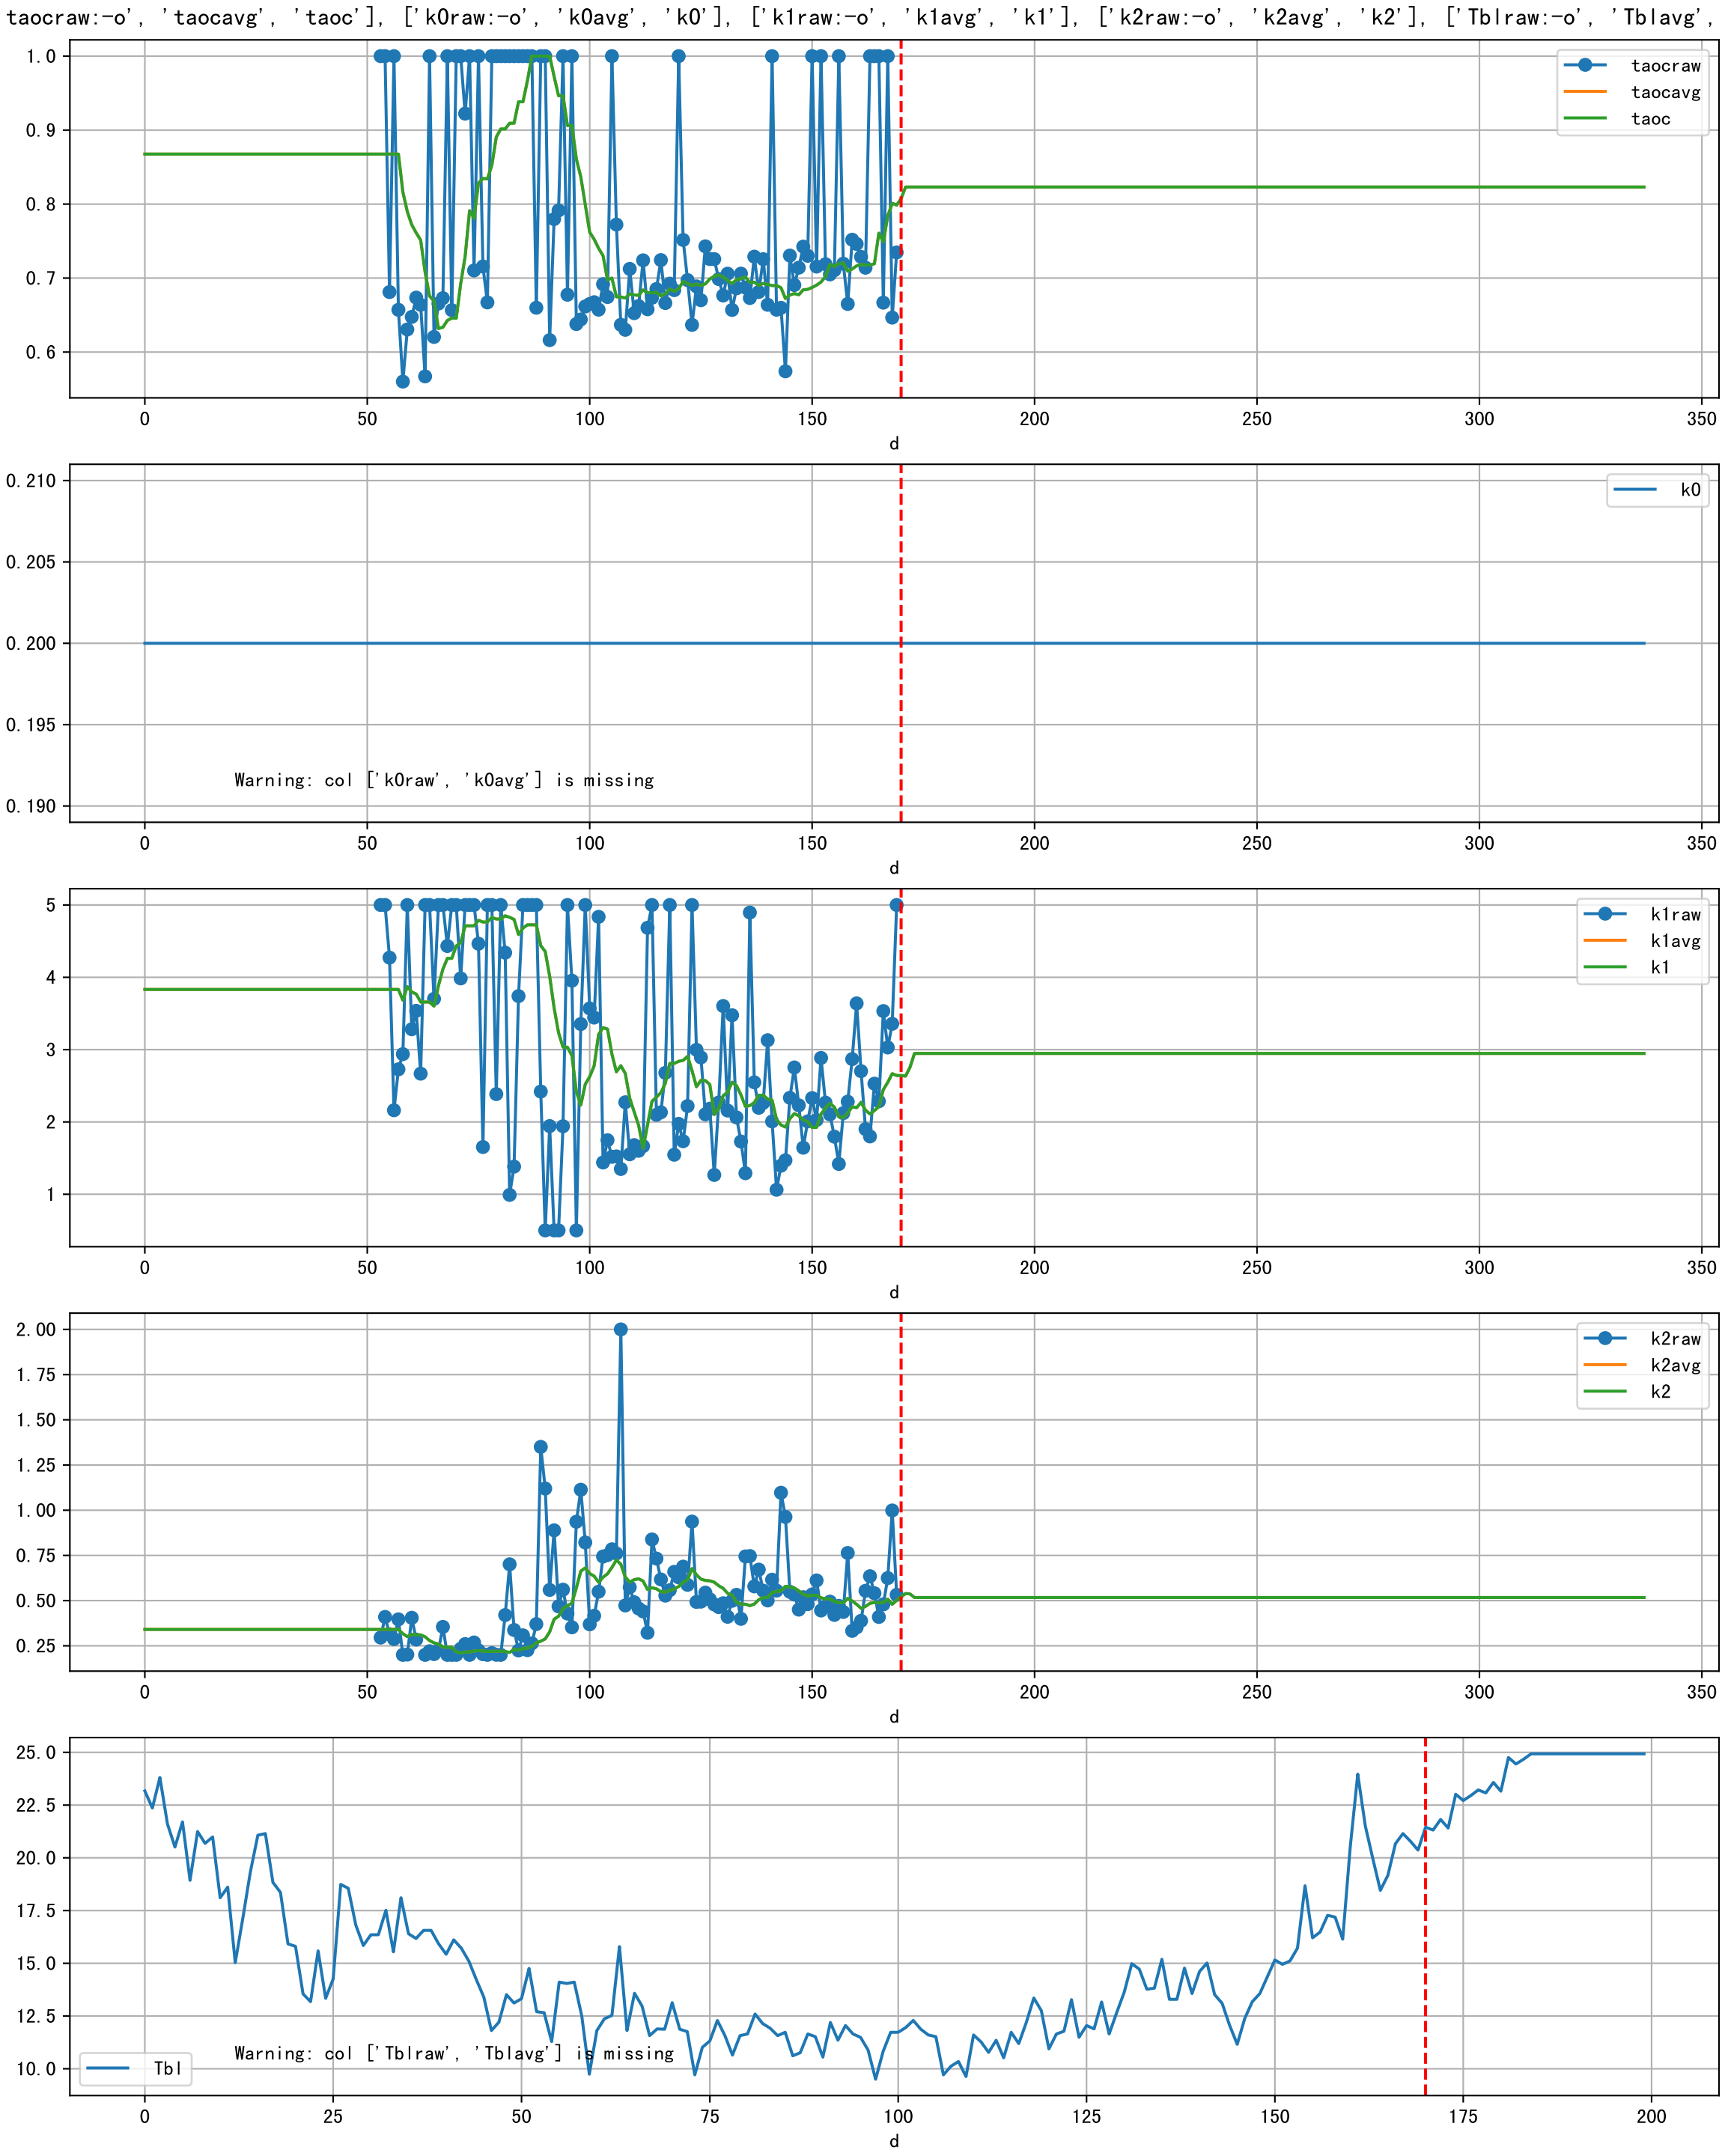 taocraw:-o', 'taocavg', 'taoc'], ['k0raw:-o', 'k0avg', 'k0'], ['k1raw:-o', 'k1avg', 'k1'], ['k2raw:-o', 'k2avg', 'k2'], ['Tblraw:-o', 'Tblavg',
1.0
0.9
0.8
0.7
0.6
taocraw
taocavg
taoc
0 50 100 150 200 250 300 350
d
0.210
0.205
0.200
0.195
0.190
k0
Warning: col ['k0raw', 'k0avg'] is missing
0 50 100 150 200 250 300 350
d
5
4
3
2
1
k1raw
k1avg
k1
0 50 100 150 200 250 300 350
d
2.00
1.75
1.50
1.25
1.00
0.75
0.50
0.25
k2raw
k2avg
k2
0 50 100 150 200 250 300 350
d
25.0
22.5
20.0
17.5
15.0
12.5
10.0
Warning: col ['Tblraw', 'Tblavg'] is missing
Tbl
0 25 50 75 100 125 150 175 200
d